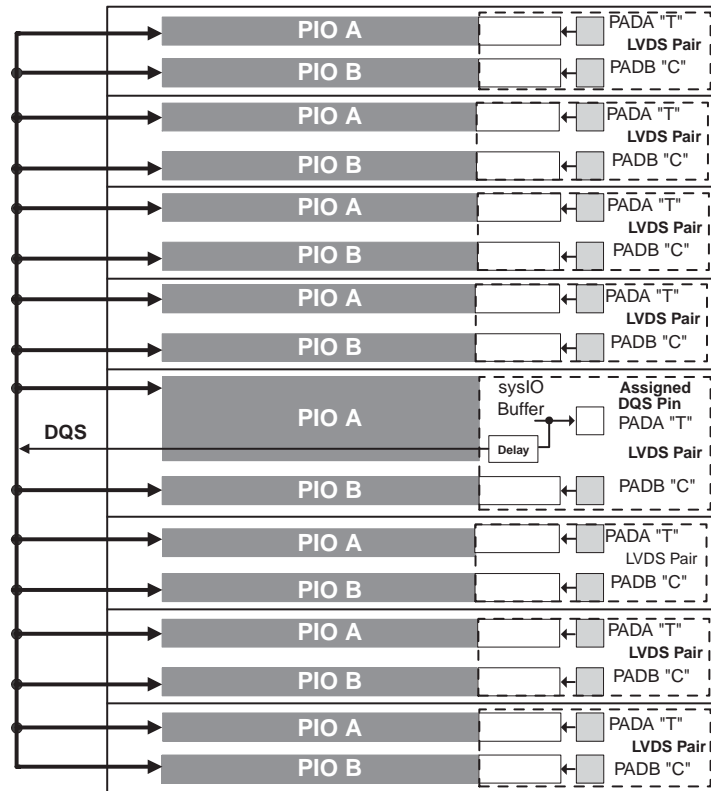 PIO A
PADA "T"
LVDS Pair
PIO B
PADB "C"
PIO A
PADA "T"
LVDS Pair
PIO B
PADB "C"
PIO A
PADA "T"
LVDS Pair
PIO B
PADB "C"
PIO A
PADA "T"
LVDS Pair
PIO B
PADB "C"
DQS
PIO A
sysIO
Buffer
Delay
Assigned
DQS Pin
PADA "T"
LVDS Pair
PIO B
PADB "C"
PIO A
PADA "T"
LVDS Pair
PIO B
PADB "C"
PIO A
PADA "T"
LVDS Pair
PIO B
PADB "C"
PIO A
PADA "T"
LVDS Pair
PIO B
PADB "C"